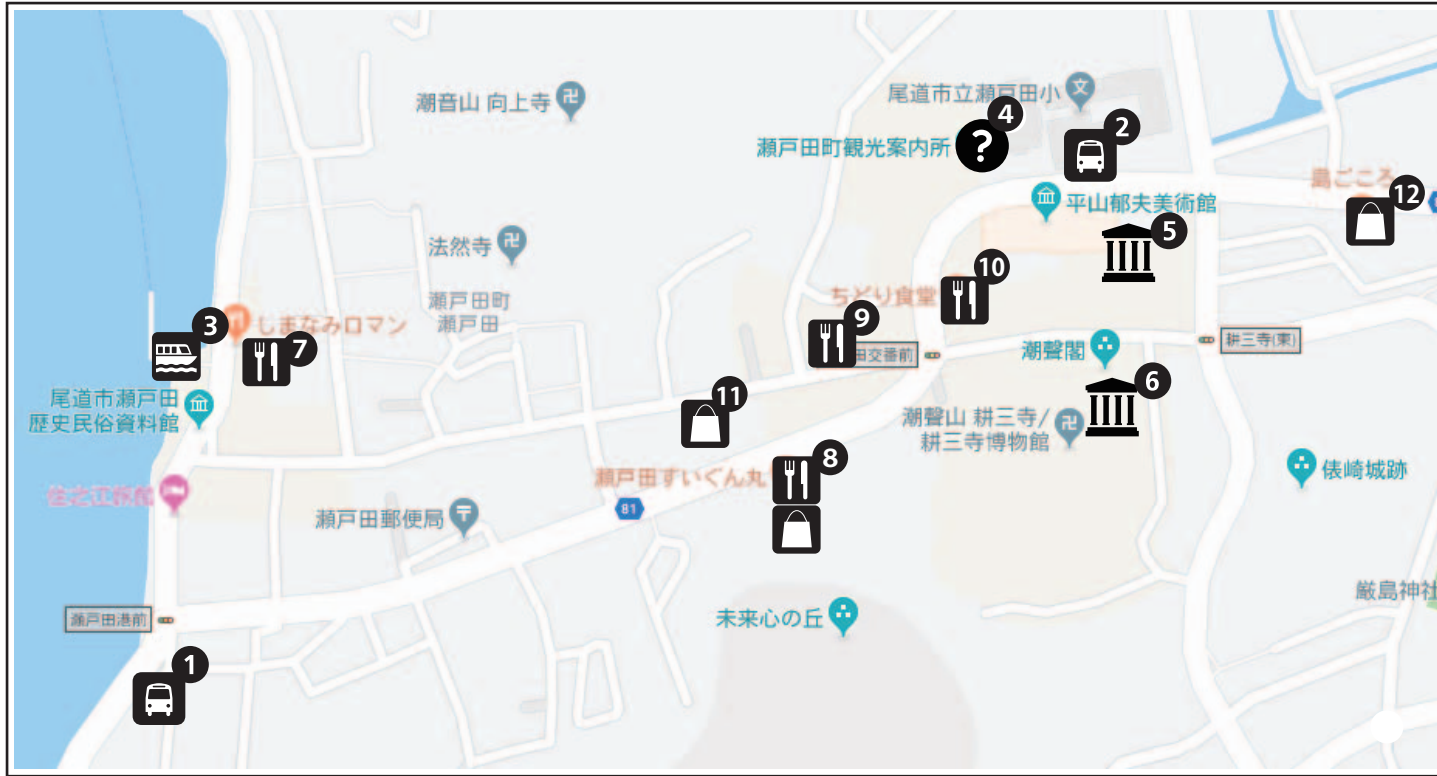 尾道市立瀬戸田小
文
潮音山 向上寺
卍
4
?
2
瀬戸田町観光案内所
島ごころ
12
平山郁夫美術館
5
法然寺
卍
10
ちどり食堂
瀬戸田町
瀬戸田
3
しまなみロマン
7
9
田交番前
潮聲閣
耕三寺(東)
6
尾道市瀬戸田
歴史民俗資料館
11
潮聲山 耕三寺/
耕三寺博物館
卍
8
瀬戸田すいぐん丸
俵崎城跡
住之江旅館
81
瀬戸田郵便局
〒
厳島神社
瀬戸田港前
未来心の丘
1